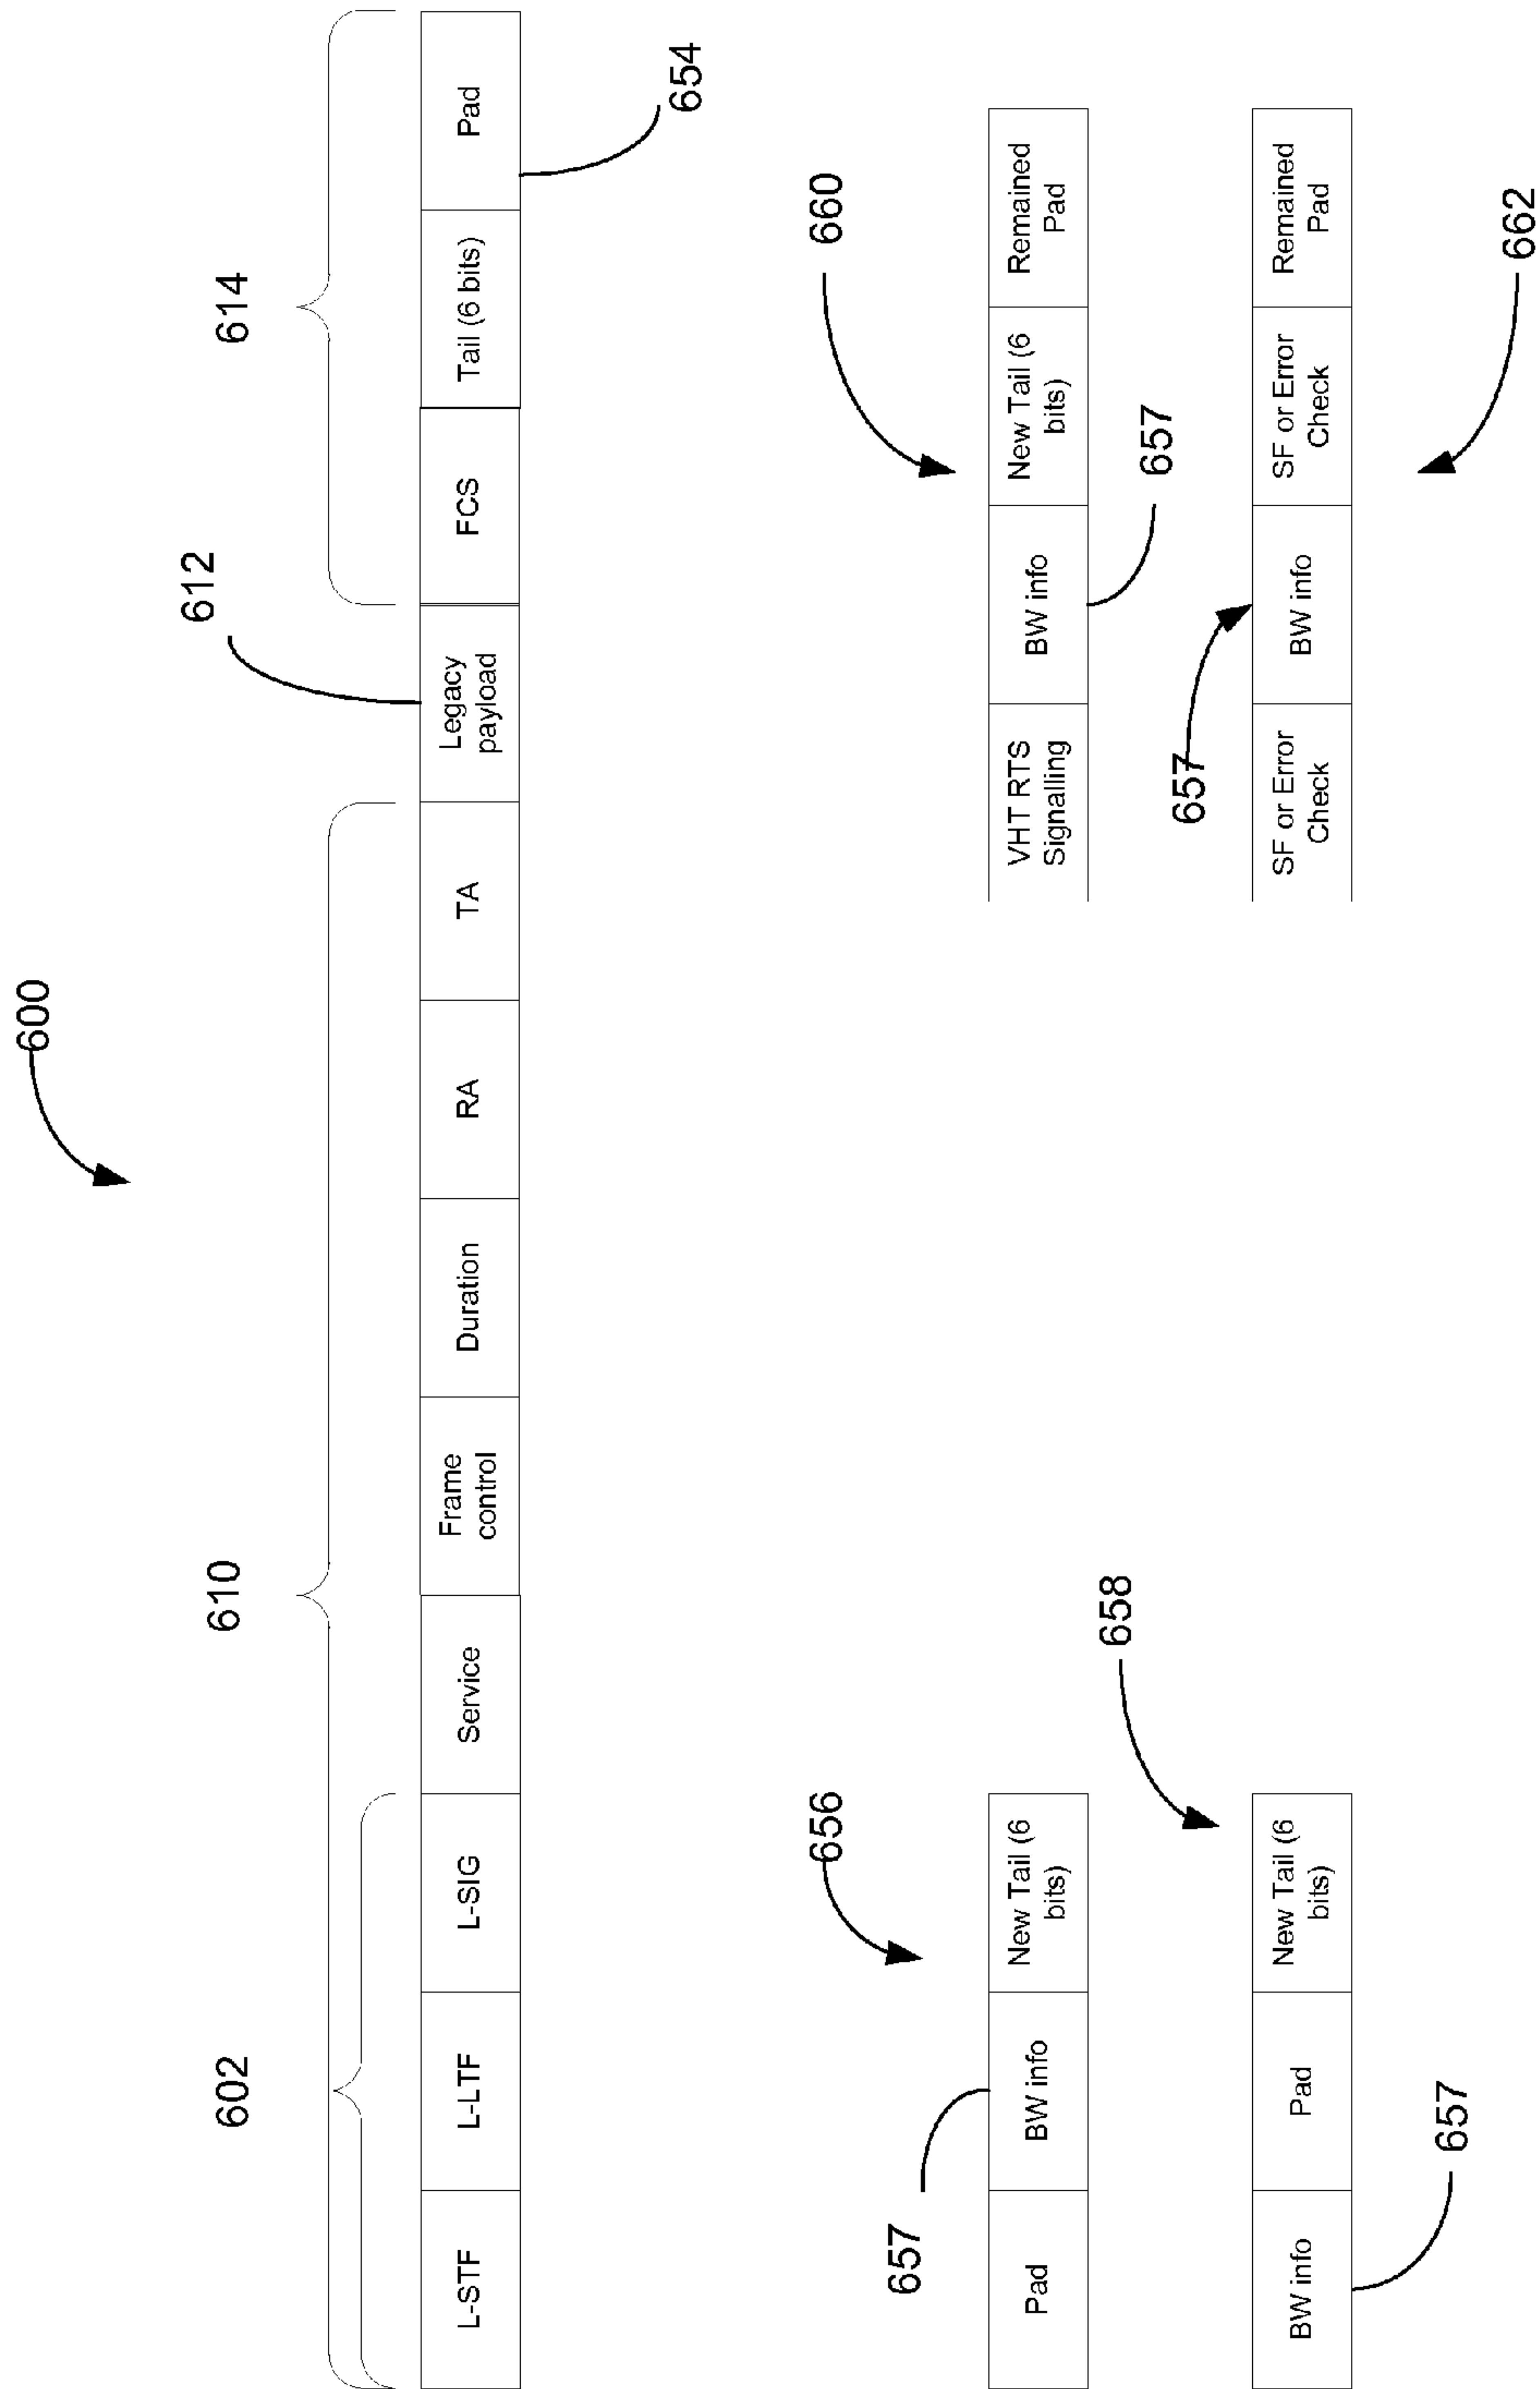 600
602
610
612
614
L-STF
L-LTF
L-SIG
Service
Frame
control
Duration
RA
TA
Legacy
payload
FCS
Tail (6 bits)
Pad
654
656
657
Pad
BW info
New Tail (6
bits)
658
BW info
Pad
New Tail (6
bits)
657
660
VHT RTS
Signalling
BW info
New Tail (6
bits)
Remained
Pad
657
657
SF or Error
Check
BW info
SF or Error
Check
Remained
Pad
662